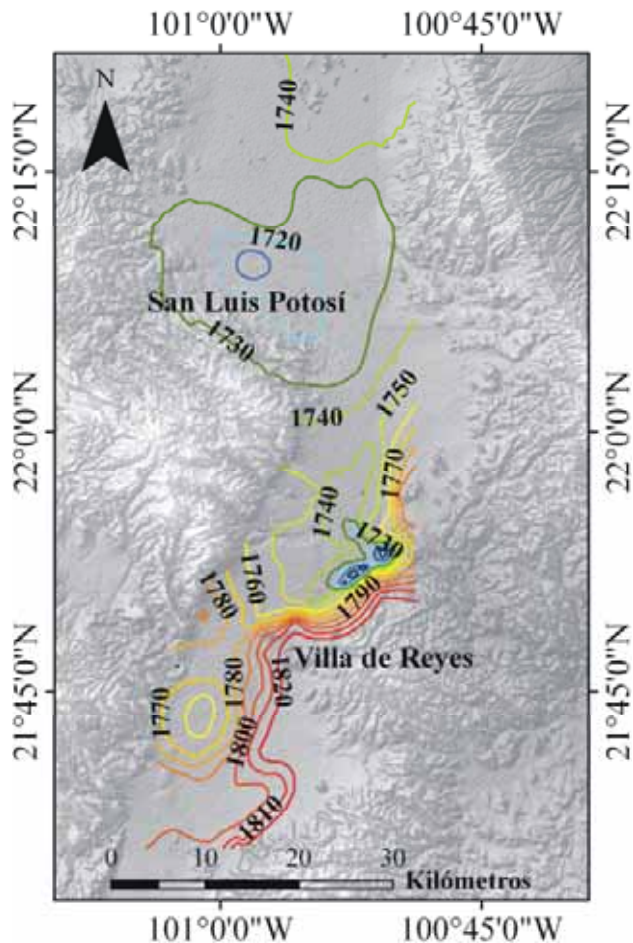 101°0'0"W 100°45'0"W
N
1740
22°15'0"N 22°15'0"N
1720
San Luis Potosí
1730
1740
1750
22°0'0"N 22°0'0"N
1770
1740
1730
1760
1780
1790
Villa de Reyes
1780
1820
21°45'0"N 21°45'0"N
1770
1800
1810
0 10 20 30
Kilómetros
101°0'0"W 100°45'0"W